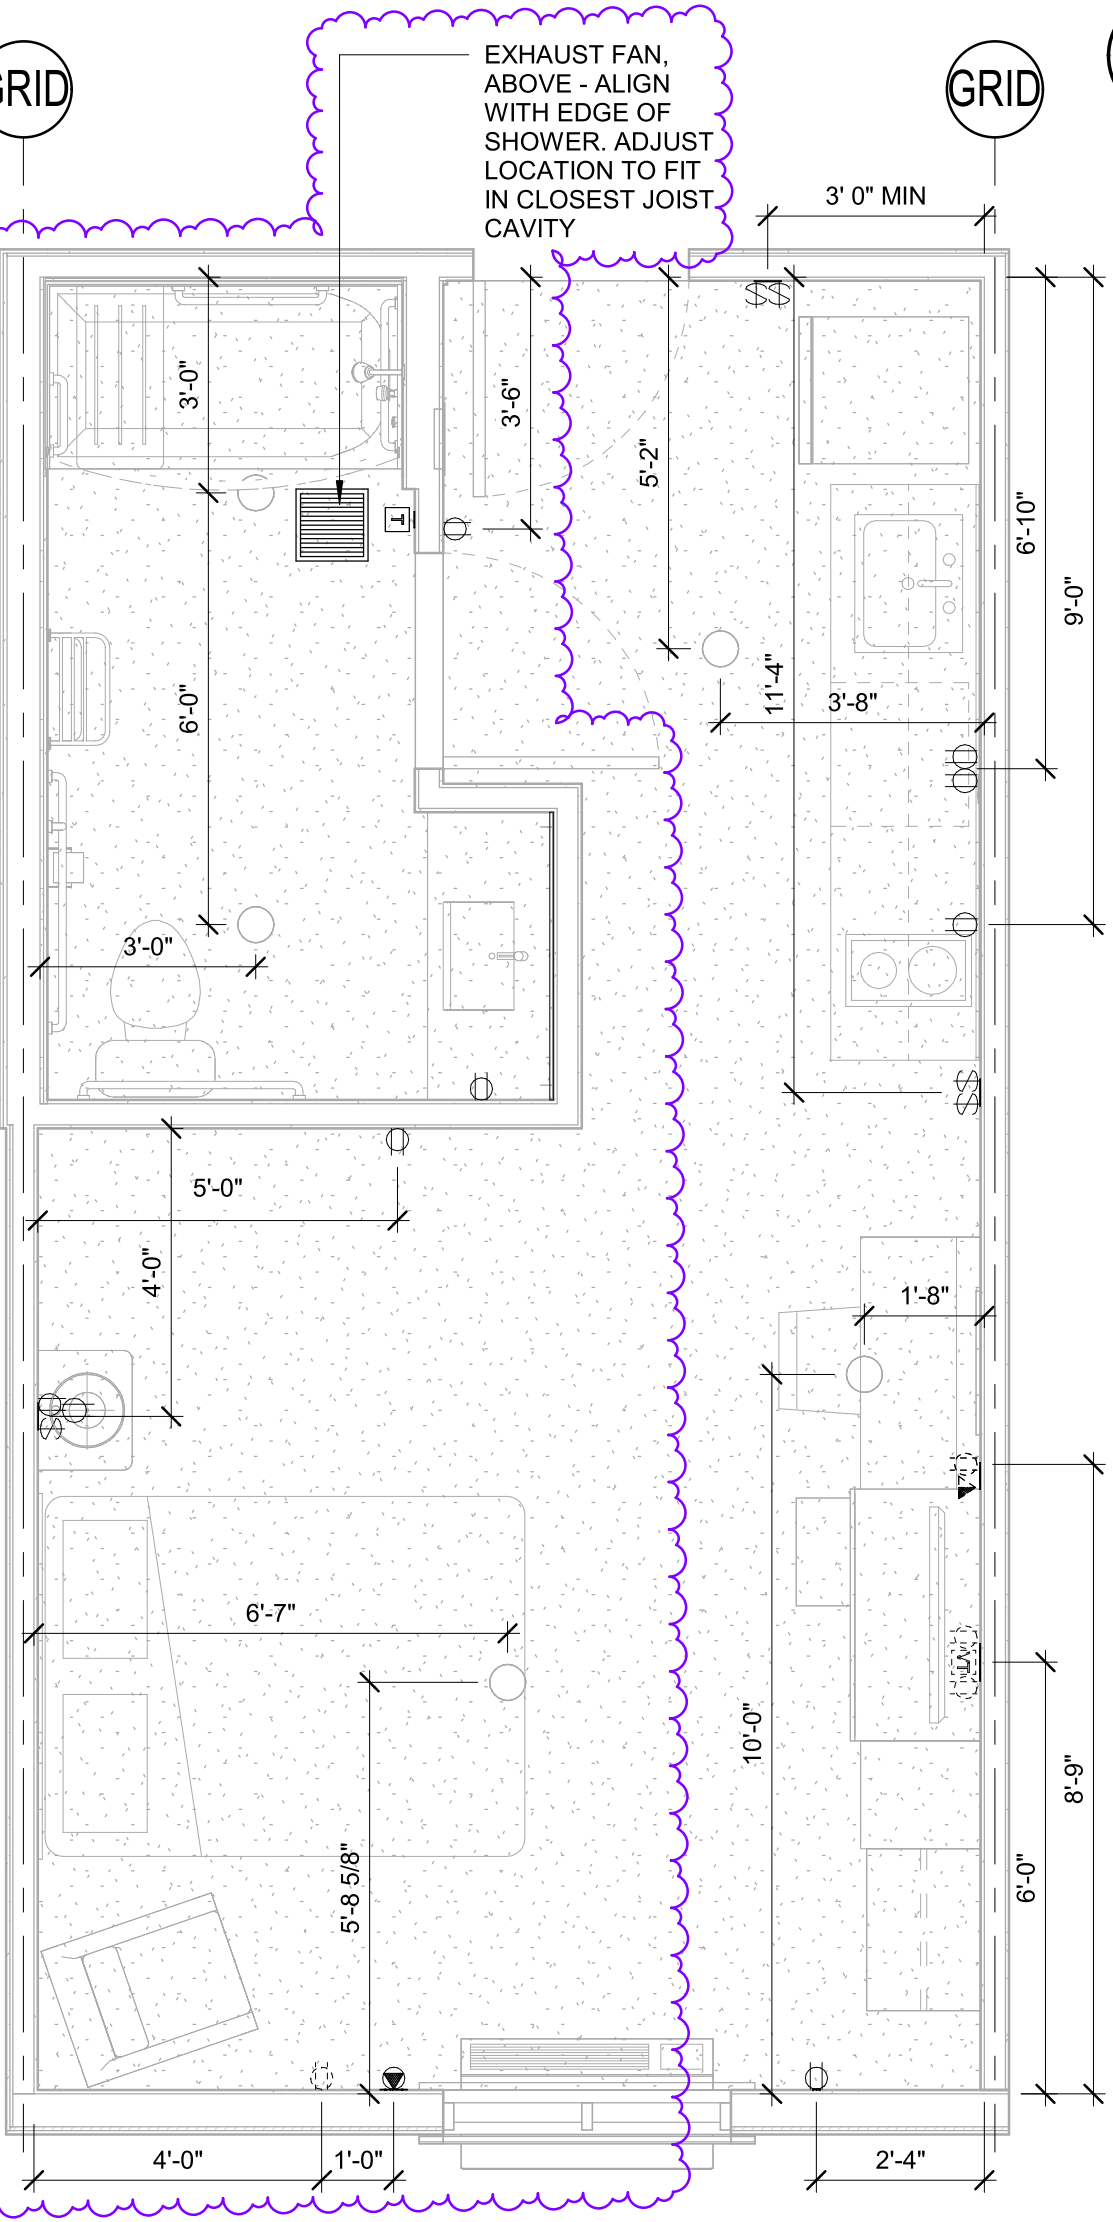 GRID
GRID
EXHAUST FAN,
ABOVE - ALIGN
WITH EDGE OF
SHOWER. ADJUST
LOCATION TO FIT
IN CLOSEST JOIST
CAVITY
3' 0" MIN
3'-0"
3'-6"
5'-2"
6'-10"
9'-0"
SS
T
6'-0"
11'-4"
3'-8"
3'-0"
SS
5'-0"
4'-0"
1'-8"
6'-7"
10'-0"
5'-8 5/8"
8'-9"
6'-0"
4'-0"
1'-0"
2'-4"